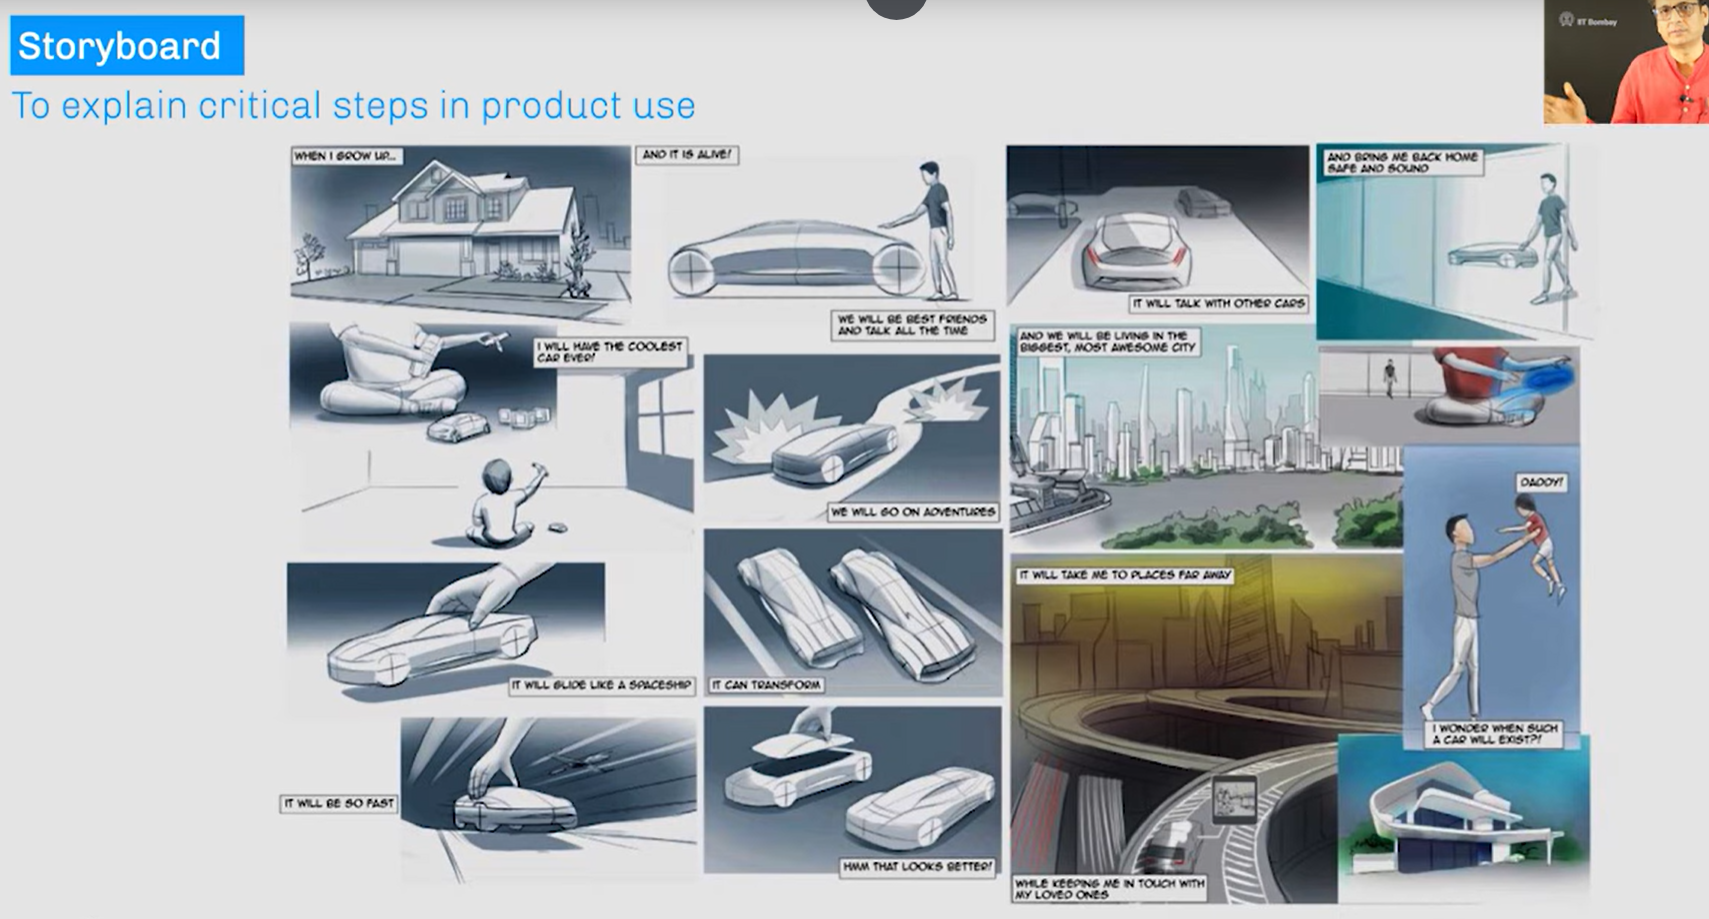 Storyboard
To explain critical steps in product use
IIT Bombay
WHEN I GROW UP...
I WILL HAVE THE COOLEST
CAR EVER!
IT WILL GLIDE LIKE A SPACESHIP
IT WILL BE SO FAST
AND IT IS ALIVE!
WE WILL BE BEST FRIENDS
AND TALK ALL THE TIME
WE WILL GO ON ADVENTURES
IT CAN TRANSFORM
HMM THAT LOOKS BETTER!
IT WILL TALK WITH OTHER CARS
AND WE WILL BE LIVING IN THE
BIGGEST, MOST AWESOME CITY
IT WILL TAKE ME TO PLACES FAR AWAY
WHILE KEEPING ME IN TOUCH WITH
MY LOVED ONES
AND BRING ME BACK HOME
SAFE AND SOUND
DADDY!
I WONDER WHEN SUCH
A CAR WILL EXIST?!